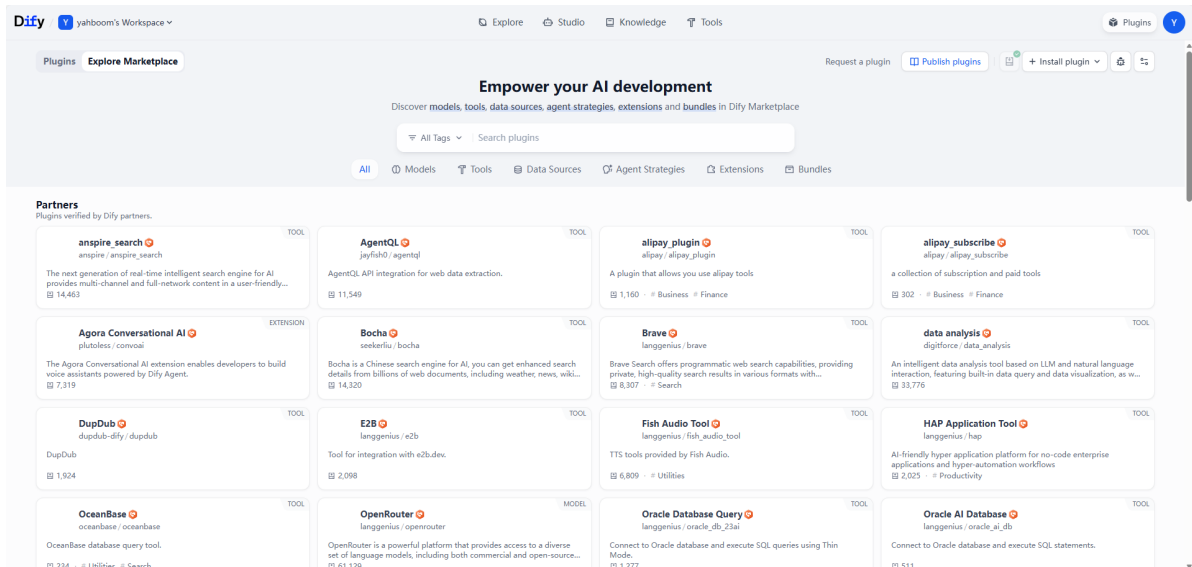 Dify / Y yahboom's Workspace
Explore Studio Knowledge Tools
Plugins Y
Plugins Explore Marketplace
Request a plugin Publish plugins + Install plugin
Empower your AI development
Discover models, tools, data sources, agent strategies, extensions and bundles in Dify Marketplace
All Tags Search plugins
All Models Tools Data Sources Agent Strategies Extensions Bundles
Partners
Plugins verified by Dify partners.
TOOL
anspire_search
anspire / anspire_search
The next generation of real-time intelligent search engine for AI
provides multi-channel and full-network content in a user-friendly...
14,463
TOOL
AgentQL
jayfish0 / agentql
AgentQL API integration for web data extraction.
11,549
TOOL
alipay_plugin
alipay / alipay_plugin
A plugin that allows you use alipay tools
1,160 · # Business # Finance
TOOL
alipay_subscribe
alipay / alipay_subscribe
a collection of subscription and paid tools
302 · # Business # Finance
EXTENSION
Agora Conversational AI
plutoless / convoai
The Agora Conversational AI extension enables developers to build
voice assistants powered by Dify Agent.
7,319
TOOL
Bocha
seekerliu / bocha
Bocha is a Chinese search engine for AI, you can get enhanced search
details from billions of web documents, including weather, news, wiki...
14,320
TOOL
Brave
langgenius / brave
Brave Search offers programmatic web search capabilities, providing
private, high-quality search results in various formats with...
8,307 · # Search
TOOL
data analysis
digitforce / data_analysis
An intelligent data analysis tool based on LLM and natural language
interaction, featuring built-in data query and data visualization, as w...
33,776
TOOL
DupDub
dupdub-dify / dupdub
DupDub
1,924
TOOL
E2B
langgenius / e2b
Tool for integration with e2b.dev.
2,098
TOOL
Fish Audio Tool
langgenius / fish_audio_tool
TTS tools provided by Fish Audio.
6,809 · # Utilities
TOOL
HAP Application Tool
langgenius / hap
AI-friendly hyper application platform for no-code enterprise
applications and hyper-automation workflows
2,025 · # Productivity
TOOL
OceanBase
oceanbase / oceanbase
OceanBase database query tool.
234 · # Utilities # Search
MODEL
OpenRouter
langgenius / openrouter
OpenRouter is a powerful platform that provides access to a diverse
set of language models, including both commercial and open-source...
61,129
TOOL
Oracle Database Query
langgenius / oracle_db_23ai
Connect to Oracle database and execute SQL queries using Thin
Mode.
1,277
TOOL
Oracle AI Database
langgenius / oracle_ai_db
Connect to Oracle database and execute SQL statements.
511